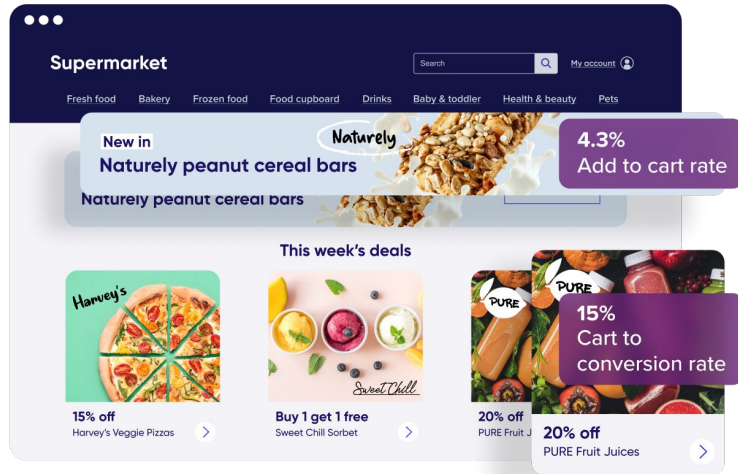 Supermarket
Search
My account
Fresh food
Bakery
Frozen food
Food cupboard
Drinks
Baby & toddler
Health & beauty
Pets
New in
Naturely
Naturely peanut cereal bars
4.3%
Add to cart rate
Naturely peanut cereal bars
This week's deals
Harvey's
15% off
Harvey's Veggie Pizzas
Sweet Chill
Buy 1 get 1 free
Sweet Chill Sorbet
PURE
20% off
PURE Fruit J
PURE
15%
Cart to
conversion rate
20% off
PURE Fruit Juices